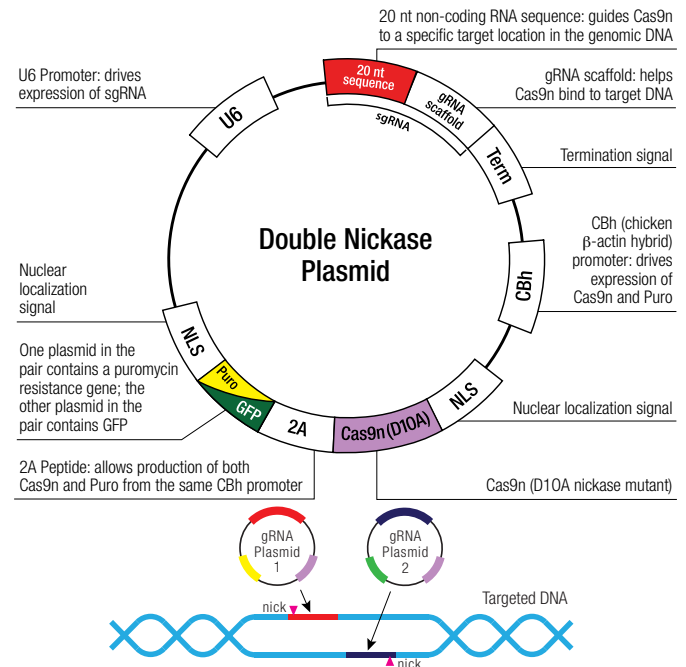 20 nt non-coding RNA sequence: guides Cas9n
to a specific target location in the genomic DNA
U6 Promoter: drives
expression of sgRNA
gRNA scaffold: helps
Cas9n bind to target DNA
20 nt
sequence
gRNA
scaffold
sgRNA
U6
Term
Termination signal
Double Nickase
Plasmid
CBh (chicken
β-actin hybrid)
promoter: drives
expression of
Cas9n and Puro
CBh
Nuclear
localization
signal
NLS
One plasmid in the
pair contains a puromycin
resistance gene; the
other plasmid in the
pair contains GFP
Puro
GFP
2A
Cas9n (D10A)
NLS
Nuclear localization signal
2A Peptide: allows production of both
Cas9n and Puro from the same CBh promoter
Cas9n (D10A nickase mutant)
gRNA
Plasmid
1
gRNA
Plasmid
2
nick
Targeted DNA
nick